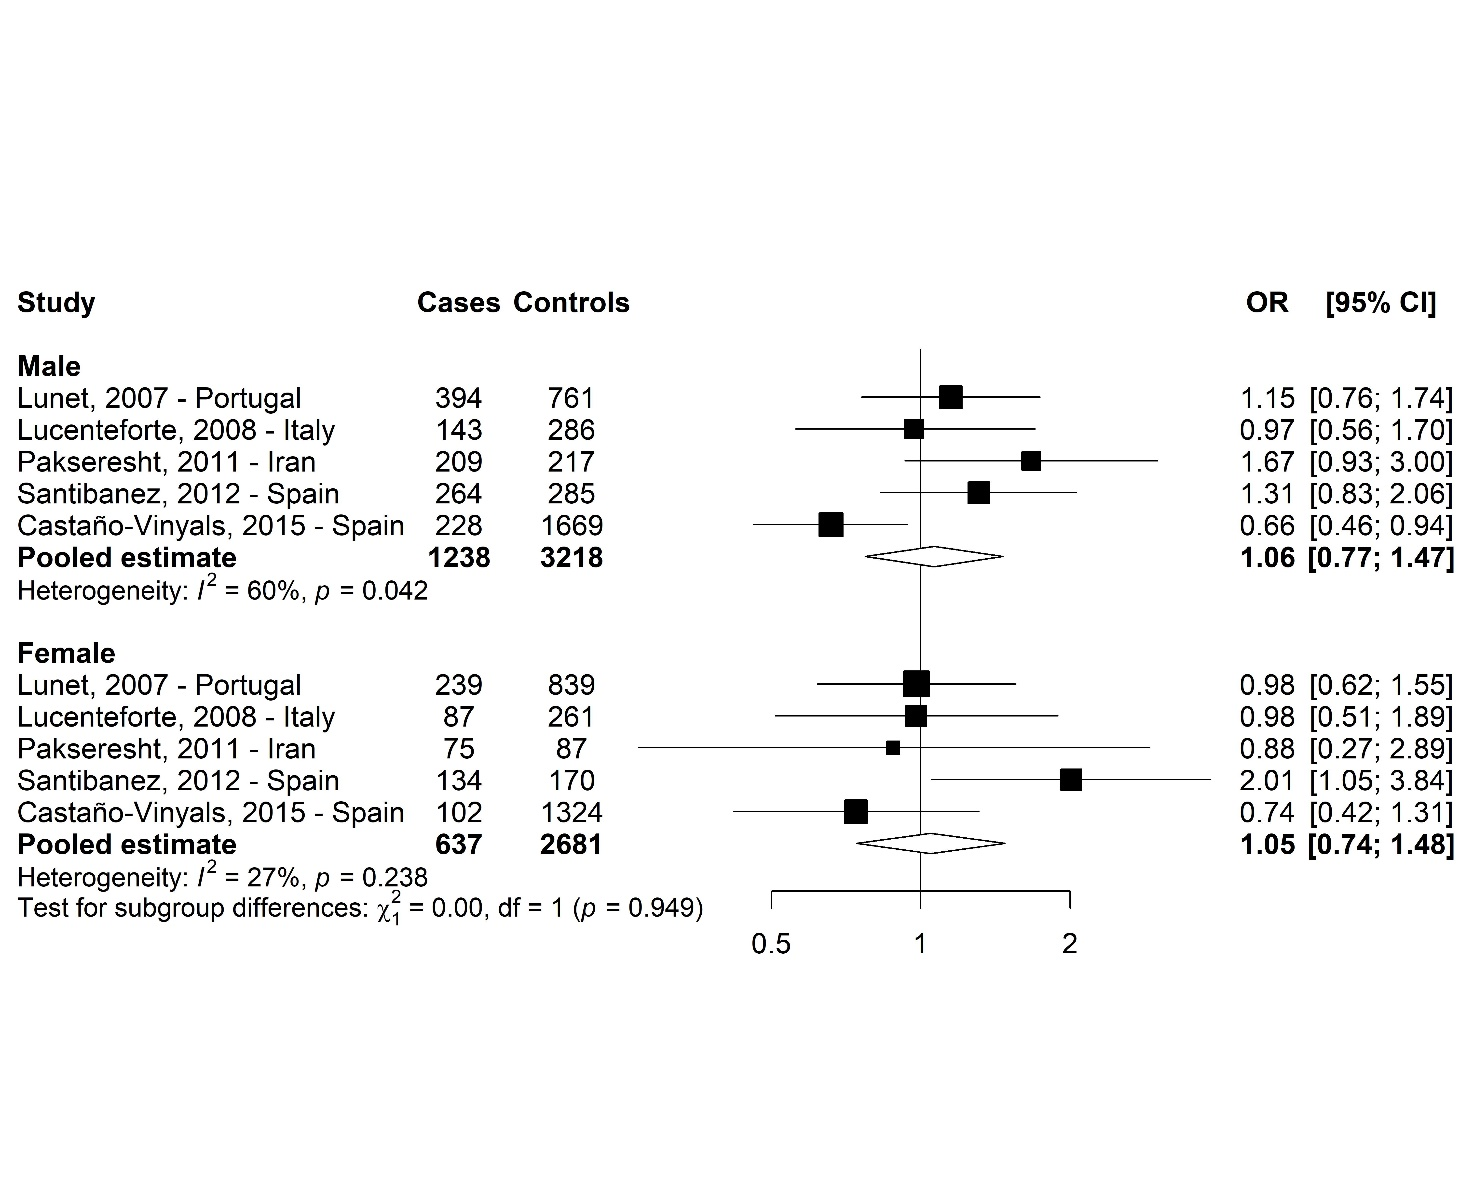 Study Cases Controls OR [95% CI]
Male
Lunet, 2007 - Portugal 394 761 1.15 [0.76; 1.74]
Lucenteforte, 2008 - Italy 143 286 0.97 [0.56; 1.70]
Pakseresht, 2011 - Iran 209 217 1.67 [0.93; 3.00]
Santibanez, 2012 - Spain 264 285 1.31 [0.83; 2.06]
Castaño-Vinyals, 2015 - Spain 228 1669 0.66 [0.46; 0.94]
Pooled estimate 1238 3218 1.06 [0.77; 1.47]
Heterogeneity: I² = 60%, p = 0.042
Female
Lunet, 2007 - Portugal 239 839 0.98 [0.62; 1.55]
Lucenteforte, 2008 - Italy 87 261 0.98 [0.51; 1.89]
Pakseresht, 2011 - Iran 75 87 0.88 [0.27; 2.89]
Santibanez, 2012 - Spain 134 170 2.01 [1.05; 3.84]
Castaño-Vinyals, 2015 - Spain 102 1324 0.74 [0.42; 1.31]
Pooled estimate 637 2681 1.05 [0.74; 1.48]
Heterogeneity: I² = 27%, p = 0.238
Test for subgroup differences: χ²₁ = 0.00, df = 1 (p = 0.949)
0.5 1 2